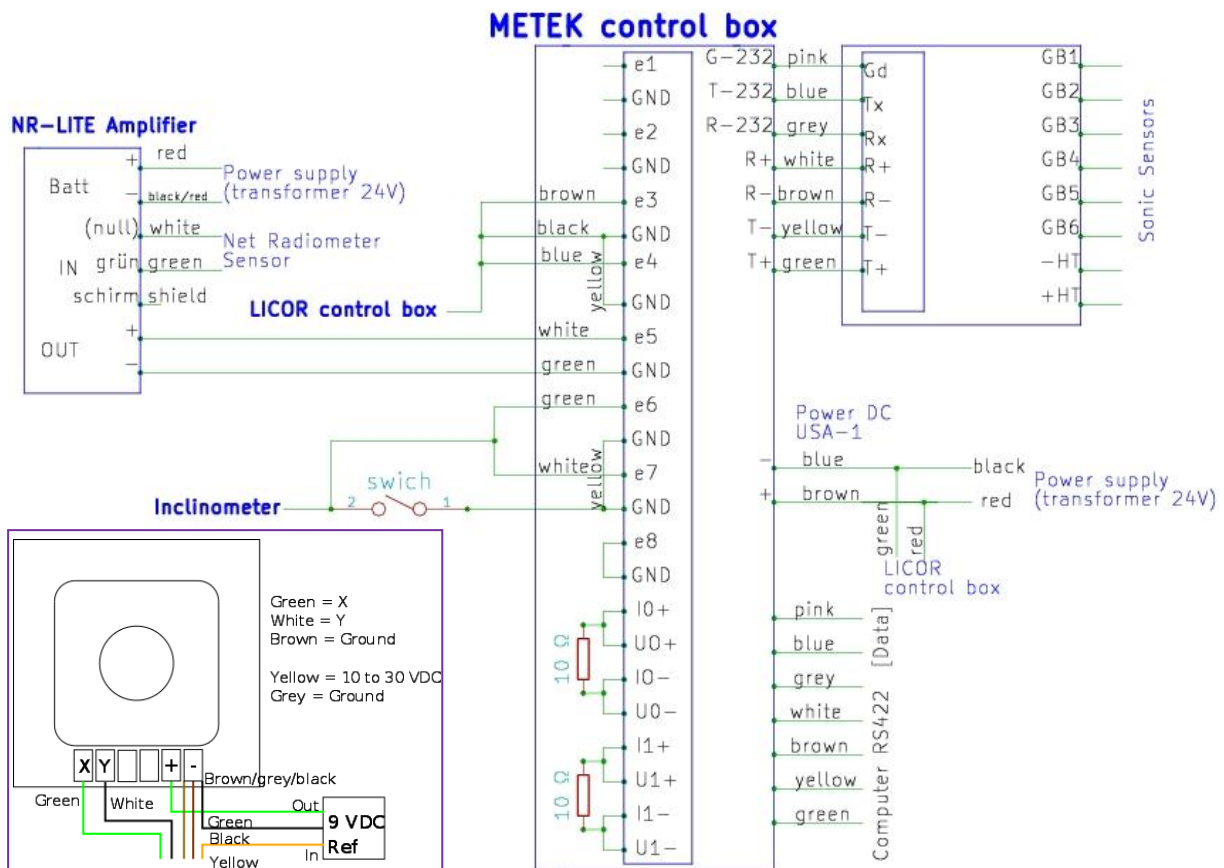 METEK control box
NR-LITE Amplifier
Batt
+
red
-
black/red
Power supply
(transformer 24V)
(null)
white
IN
grün
green
schirm
shield
Net Radiometer
Sensor
OUT
+
-
LICOR control box
Inclinometer
swich
2
1
brown
black
blue
yellow
white
green
green
white
yellow
e1
GND
e2
GND
e3
GND
e4
GND
e5
GND
e6
GND
e7
GND
e8
GND
I0+
U0+
I0-
U0-
I1+
U1+
I1-
U1-
10 Ω
10 Ω
G-232
pink
Gd
T-232
blue
Tx
R-232
grey
Rx
R+
white
R+
R-
brown
R-
T-
yellow
T-
T+
green
T+
GB1
GB2
GB3
GB4
GB5
GB6
-HT
+HT
Sonic Sensors
Power DC
USA-1
-
blue
black
+
brown
red
Power supply
(transformer 24V)
green
red
LICOR
control box
pink
blue
grey
white
brown
yellow
green
Computer RS422 [Data]
Green = X
White = Y
Brown = Ground
Yellow = 10 to 30 VDC
Grey = Ground
X
Y
+
-
Brown/grey/black
Green
White
Out
Green
Black
Yellow
In
9 VDC
Ref